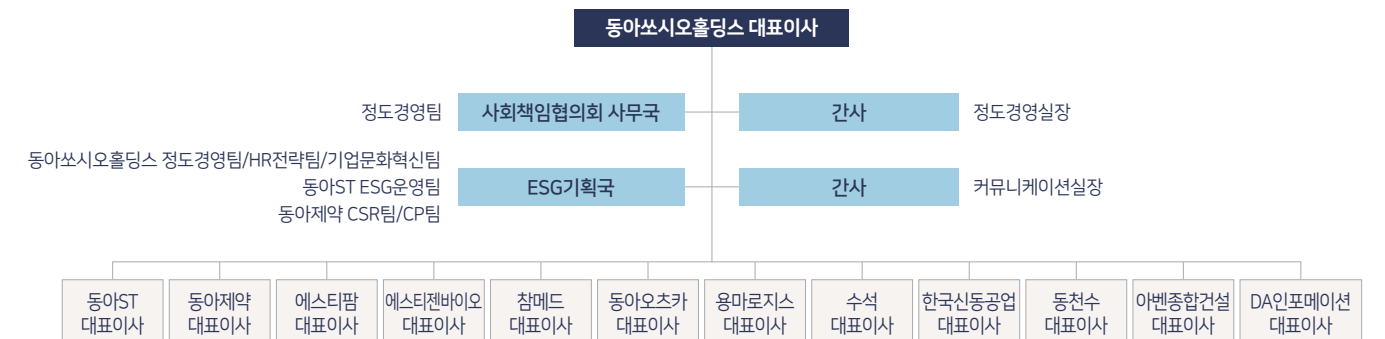 동아쏘시오홀딩스 대표이사
정도경영팀
사회책임협의회 사무국
간사
정도경영실장
동아쏘시오홀딩스 정도경영팀/HR전략팀/기업문화혁신팀
동아ST ESG운영팀
동아제약 CSR팀/CP팀
ESG기획국
간사
커뮤니케이션실장
동아ST
대표이사
동아제약
대표이사
에스티팜
대표이사
에스티젠바이오
대표이사
참메드
대표이사
동아오츠카
대표이사
용마로지스
대표이사
수석
대표이사
한국신동공업
대표이사
동천수
대표이사
아벤종합건설
대표이사
DA인포메이션
대표이사